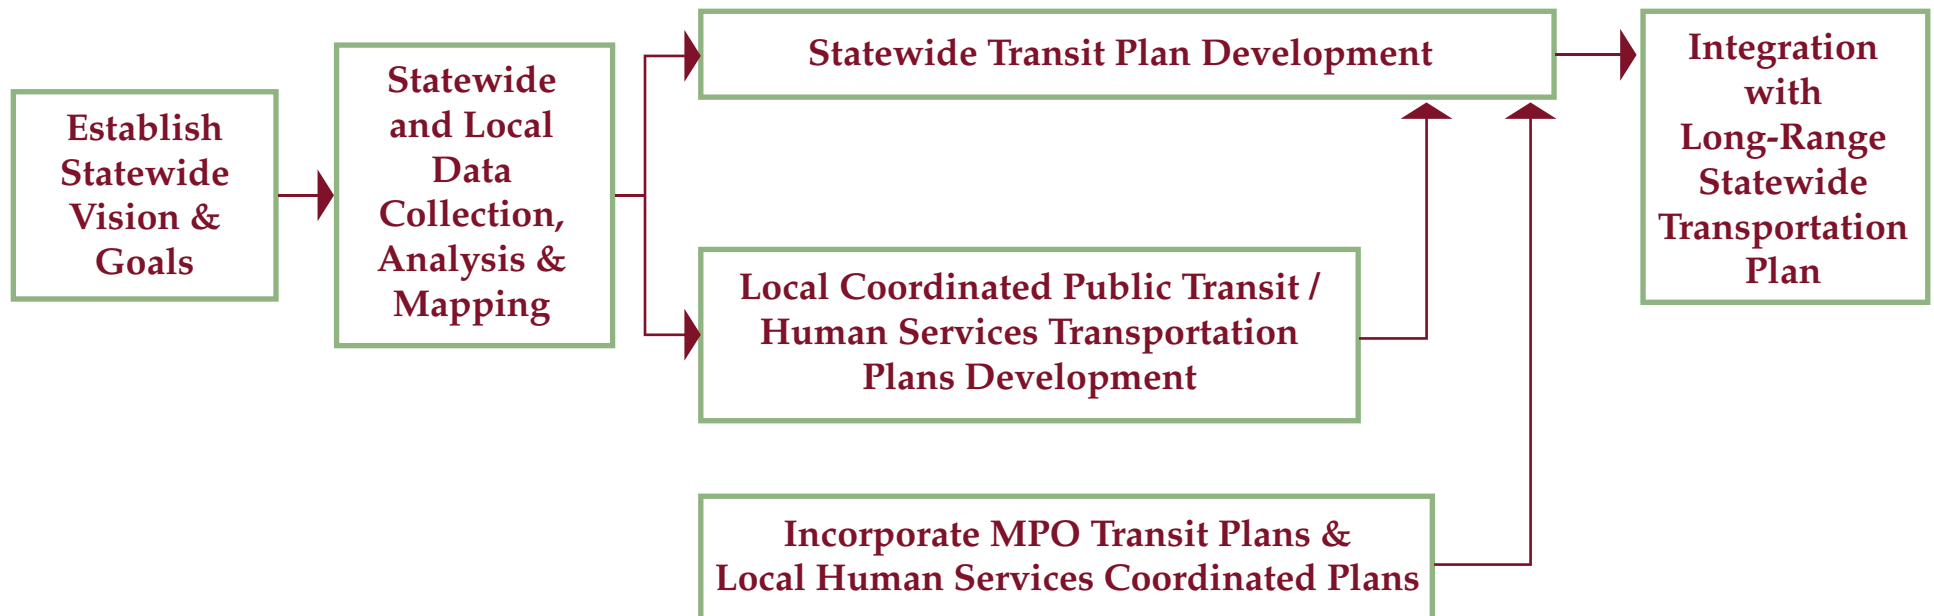 Establish
Statewide
Vision &
Goals
Statewide
and Local
Data
Collection,
Analysis &
Mapping
Statewide Transit Plan Development
Local Coordinated Public Transit /
Human Services Transportation
Plans Development
Incorporate MPO Transit Plans &
Local Human Services Coordinated Plans
Integration
with
Long-Range
Statewide
Transportation
Plan